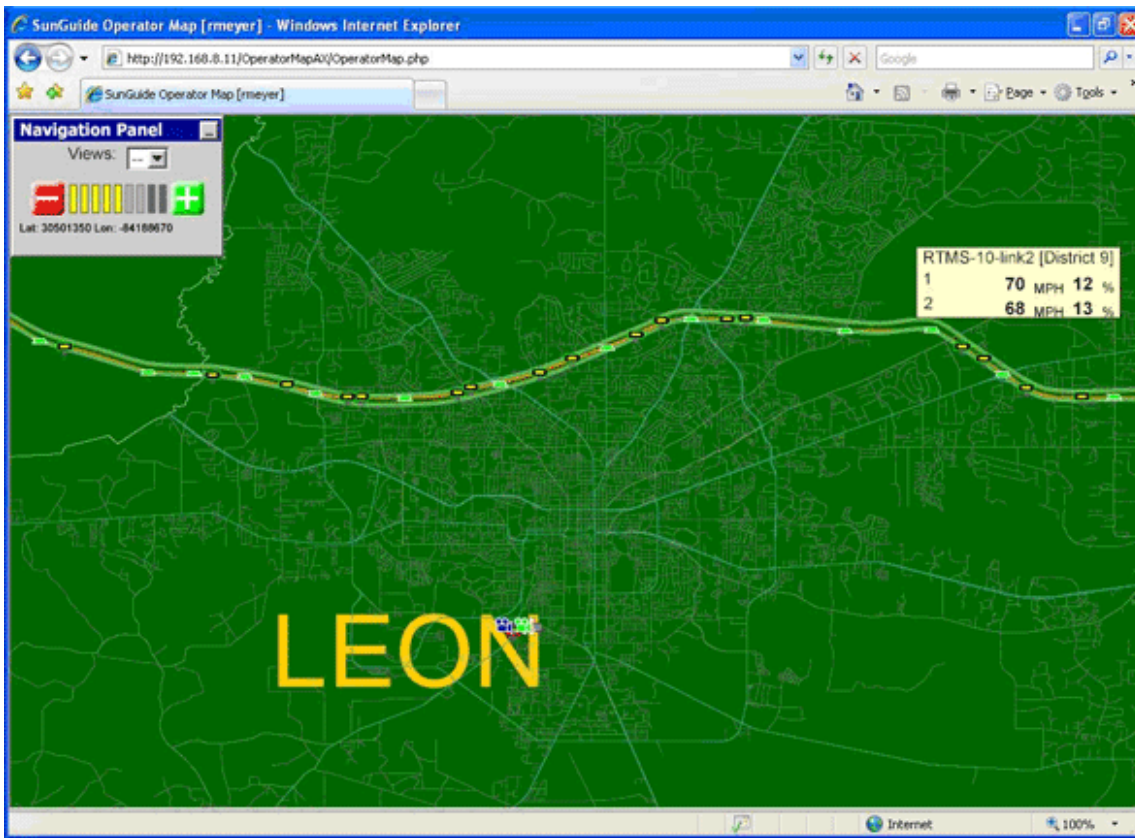 SunGuide Operator Map [rmeyer] - Windows Internet Explorer
http://192.168.8.11/OperatorMapAX/OperatorMap.php
Google
SunGuide Operator Map [rmeyer]
Page
Tools
Navigation Panel
Views:
--
Lat: 30501350 Lon: -84188670
RTMS-10-link2 [District 9]
1 70 MPH 12 %
2 68 MPH 13 %
LEON
Internet
100%